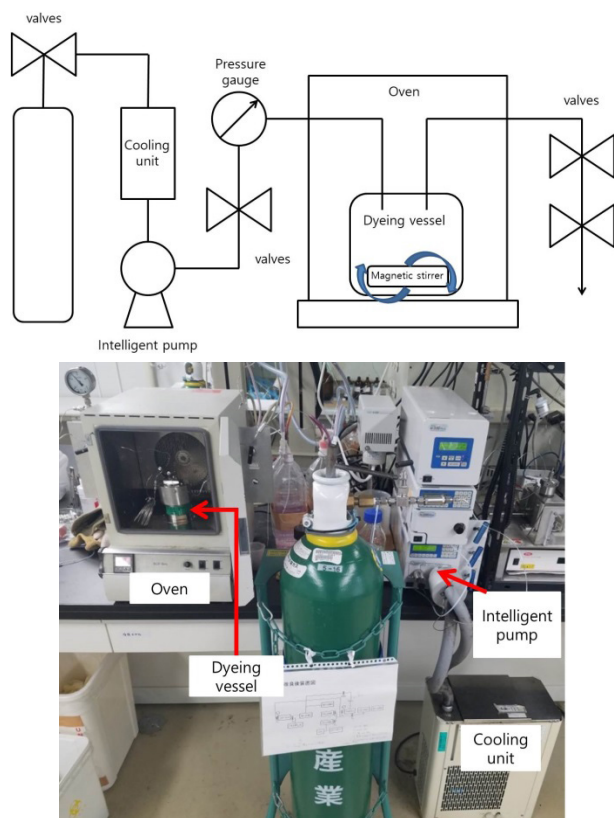 valves
Pressure
gauge
Oven
valves
Cooling
unit
Dyeing vessel
Magnetic stirrer
valves
Intelligent pump
Oven
Intelligent
pump
Dyeing
vessel
Cooling
unit
産
業